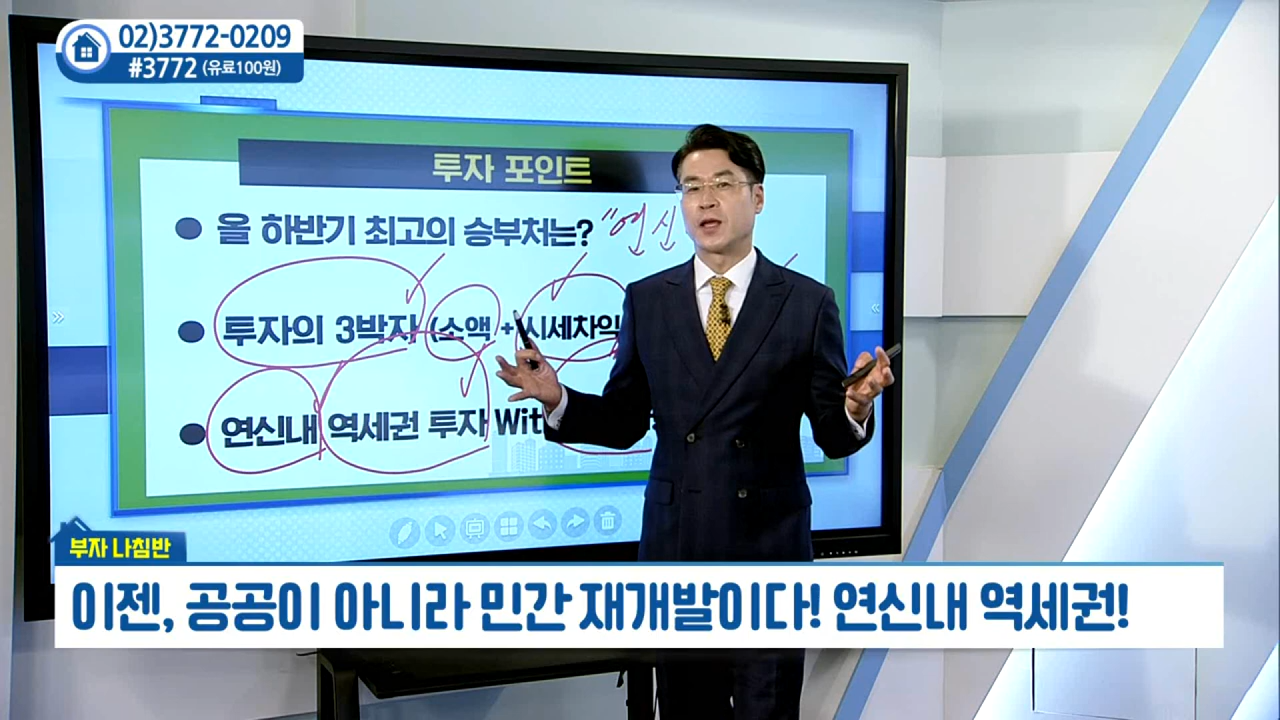 02)3772-0209
#3772 (유료100원)
투자 포인트
● 올 하반기 최고의 승부처는? "연신
● 투자의 3박자 (소액 + 시세차익
● 연신내 역세권 투자 Wit
부자 나침반
이젠, 공공이 아니라 민간 재개발이다! 연신내 역세권!